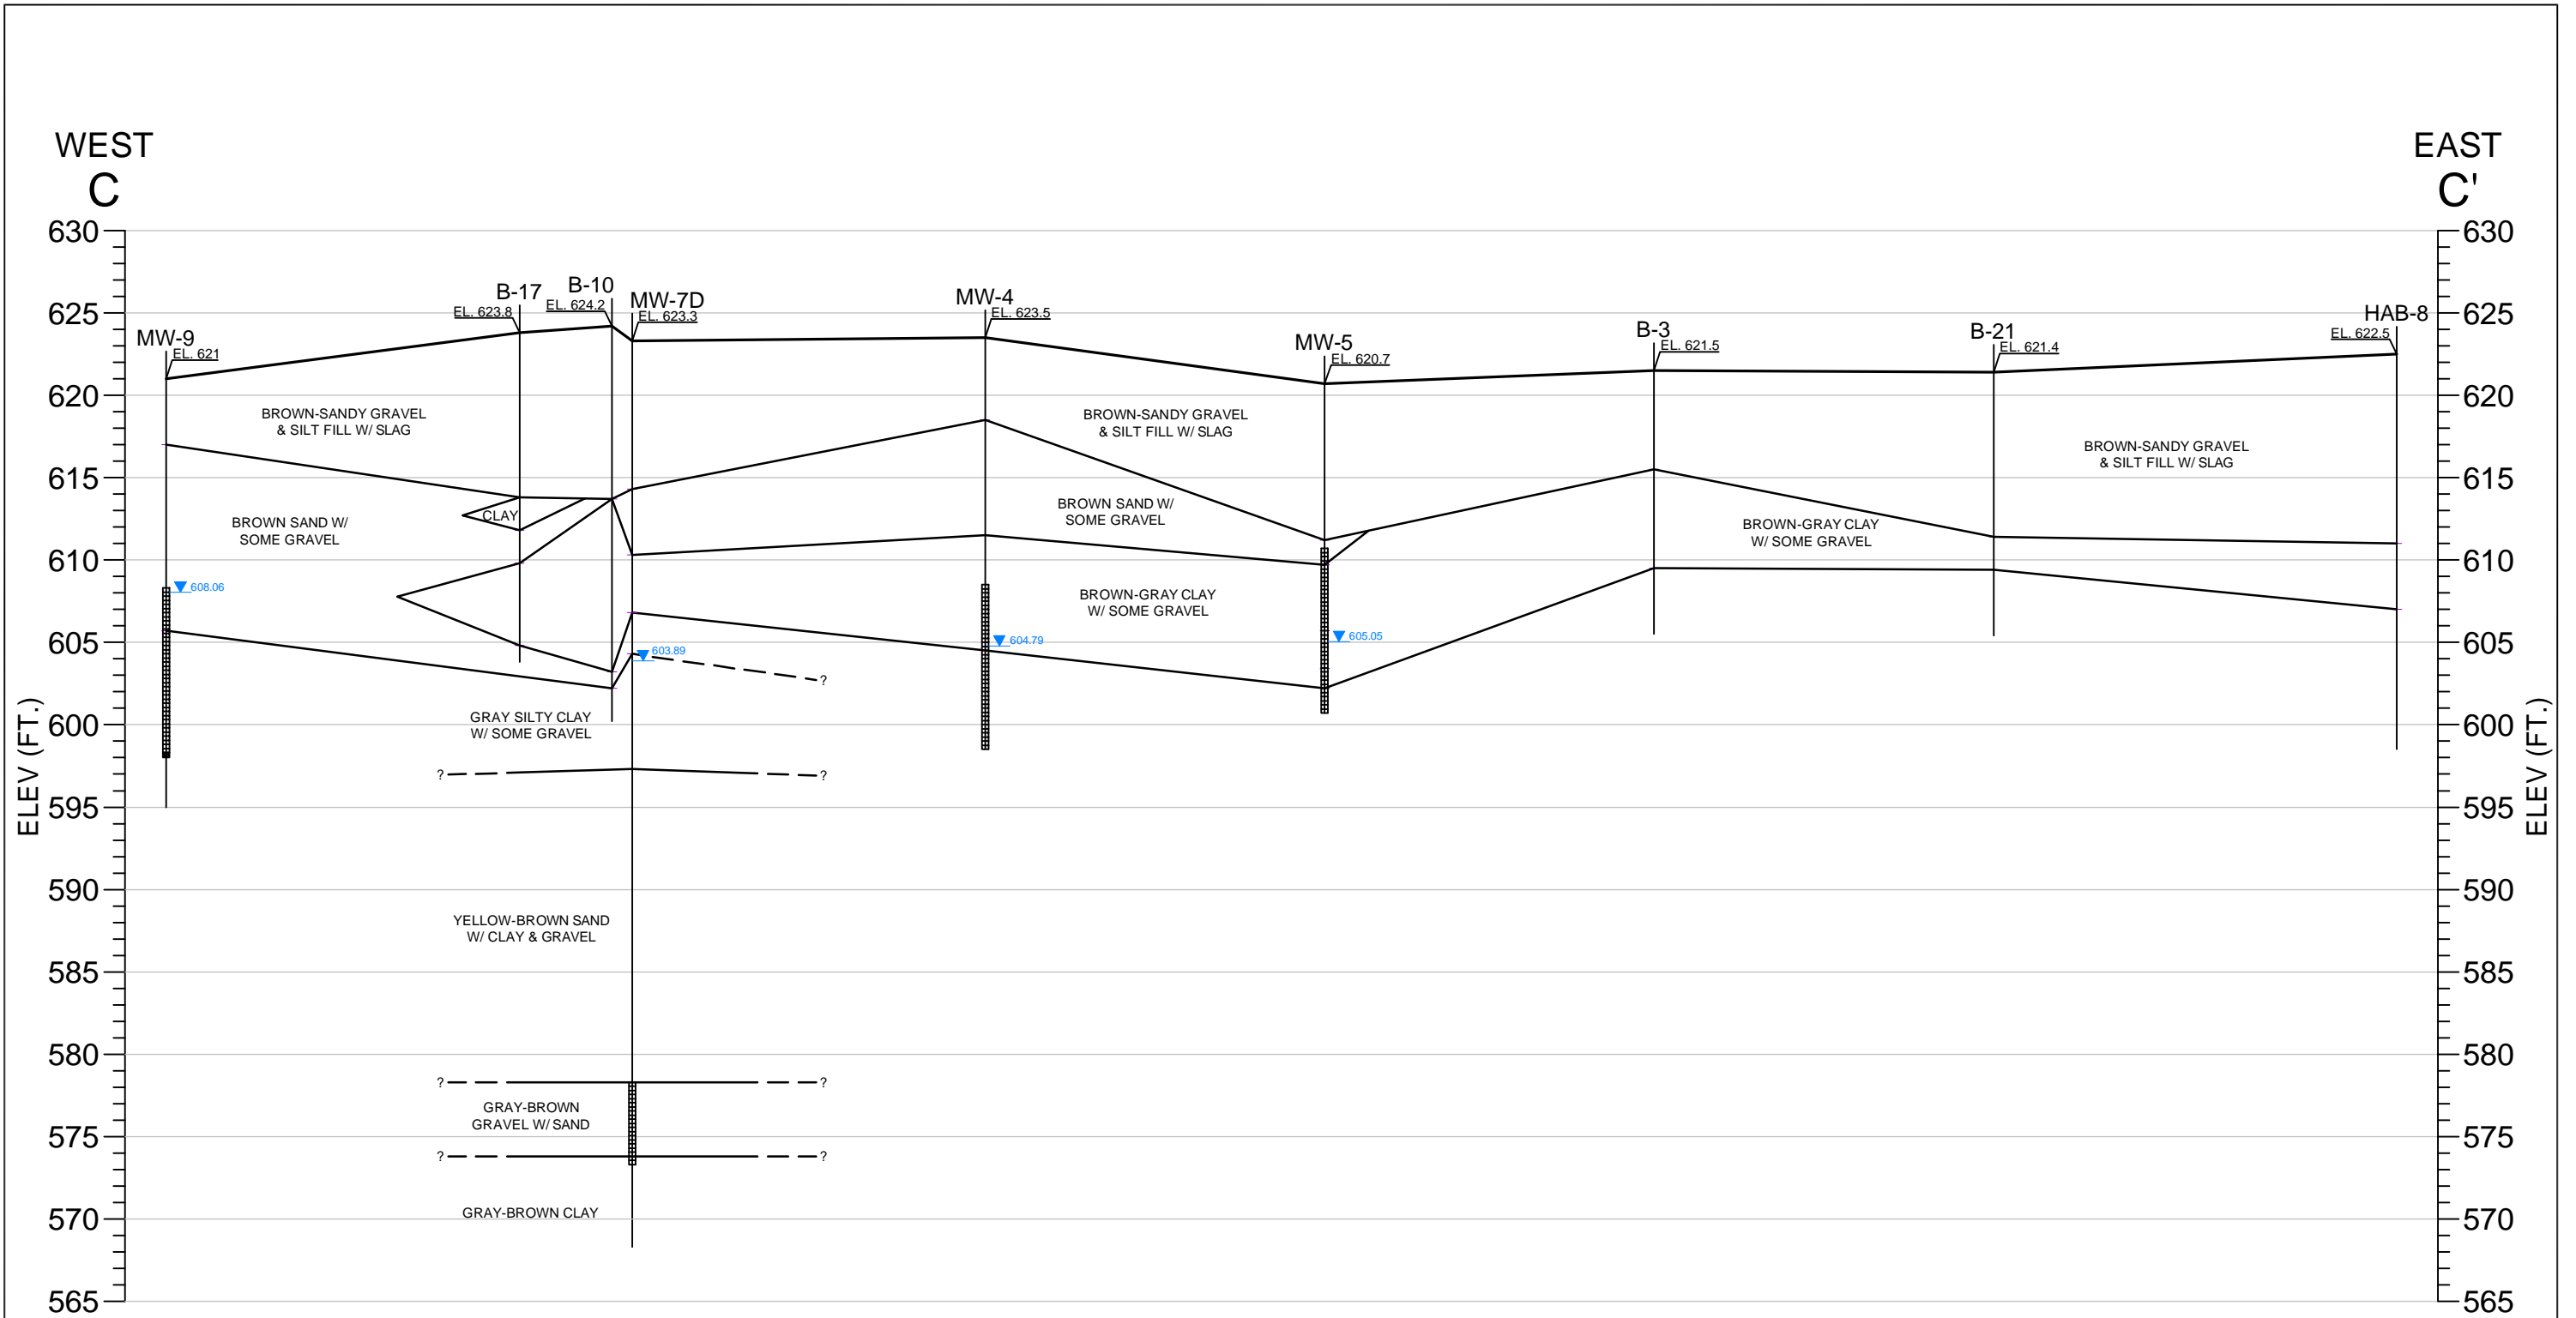 WEST
EAST
C
C'
630
630
B-10
B-17
EL. 624.2
MW-7D
MW-4
EL. 623.8
EL. 623.3
EL. 623.5
625
625
HAB-8
EL. 622.5
MW-9
MW-5
B-3
B-21
EL. 621
EL. 620.7
EL. 621.5
EL. 621.4
620
620
BROWN-SANDY GRAVEL
& SILT FILL W/ SLAG
BROWN-SANDY GRAVEL
& SILT FILL W/ SLAG
BROWN-SANDY GRAVEL
& SILT FILL W/ SLAG
615
615
CLAY
BROWN SAND W/
SOME GRAVEL
BROWN SAND W/
SOME GRAVEL
BROWN-GRAY CLAY
W/ SOME GRAVEL
610
610
608.06
BROWN-GRAY CLAY
W/ SOME GRAVEL
605
605
603.89
604.79
605.05
?
GRAY SILTY CLAY
W/ SOME GRAVEL
600
600
?
?
ELEV (FT.)
ELEV (FT.)
595
595
590
590
YELLOW-BROWN SAND
W/ CLAY & GRAVEL
585
585
580
580
?
?
GRAY-BROWN
GRAVEL W/ SAND
575
575
?
?
GRAY-BROWN CLAY
570
570
565
565